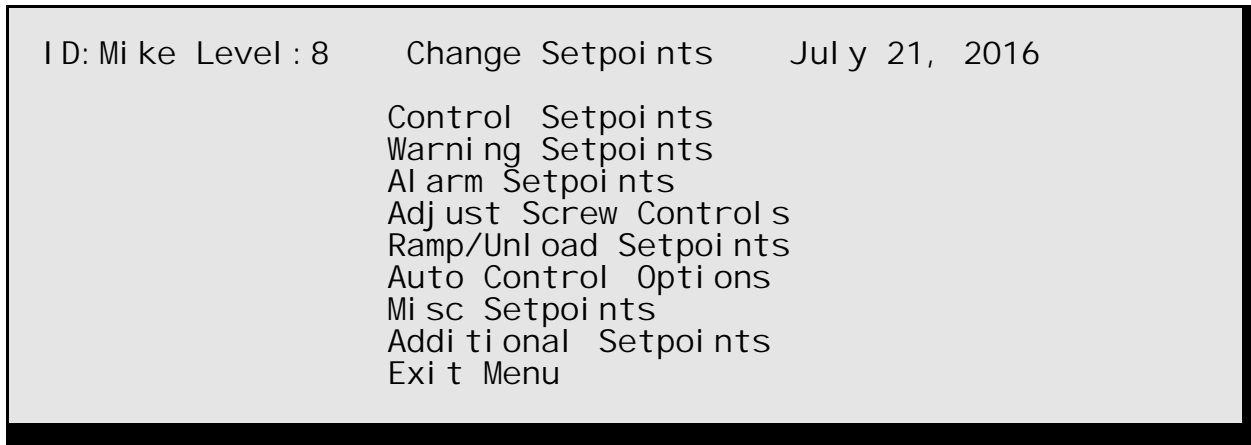 ID:Mike Level:8 Change Setpoints July 21, 2016
Control Setpoints
Warning Setpoints
Alarm Setpoints
Adjust Screw Controls
Ramp/Unload Setpoints
Auto Control Options
Misc Setpoints
Additional Setpoints
Exit Menu